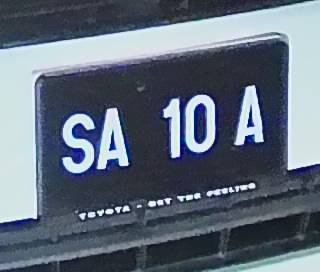 SA 10 A
TOYOTA - GET THE FEELING